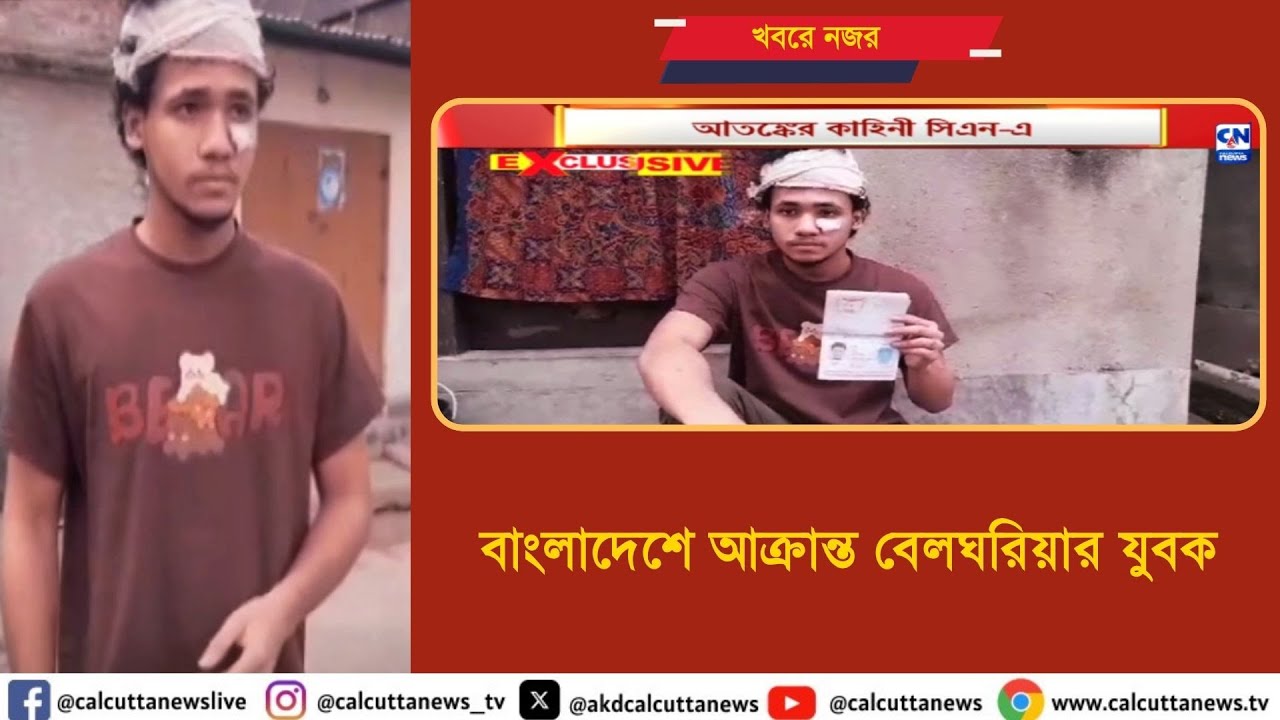 খবরে নজর
আতঙ্কের কাহিনী সিএন-এ
EXCLUSIVE
CN
news
BEAR
বাংলাদেশে আক্রান্ত বেলঘরিয়ার যুবক
@calcuttanewslive
@calcuttanews_tv
@akdcalcuttanews
@calcuttanews
www.calcuttanews.tv